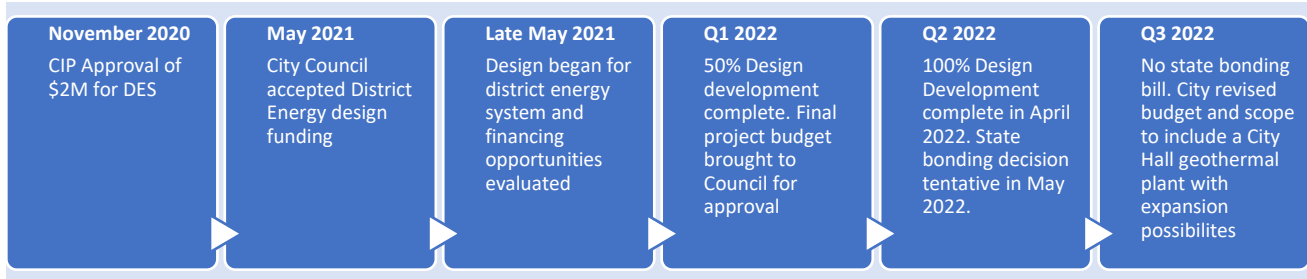 November 2020
CIP Approval of
$2M for DES
May 2021
City Council
accepted District
Energy design
funding
Late May 2021
Design began for
district energy
system and
financing
opportunities
evaluated
Q1 2022
50% Design
development
complete. Final
project budget
brought to
Council for
approval
Q2 2022
100% Design
Development
complete in April
2022. State
bonding decision
tentative in May
2022.
Q3 2022
No state bonding
bill. City revised
budget and scope
to include a City
Hall geothermal
plant with
expansion
possibilites